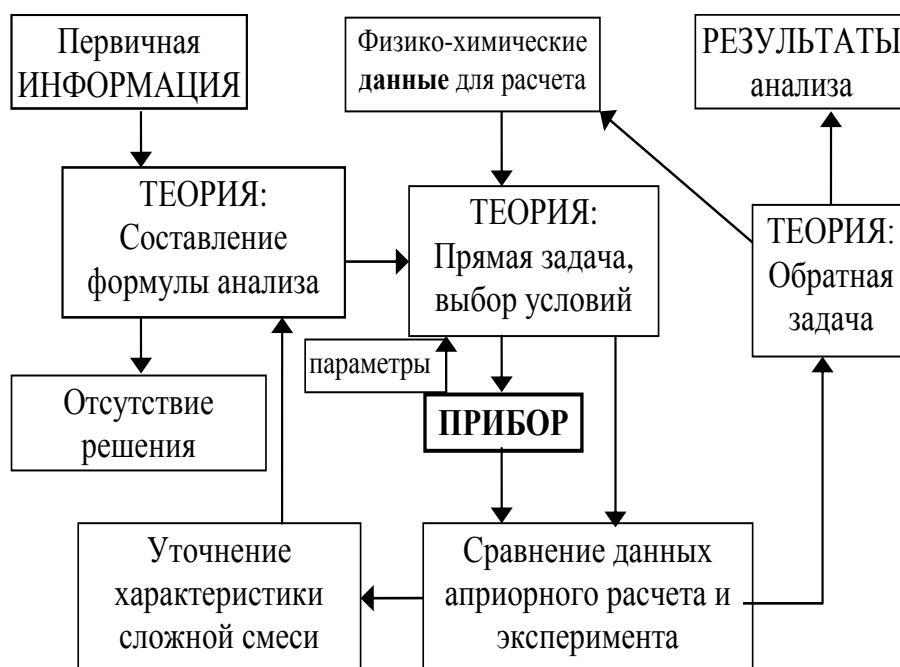 Первичная
ИНФОРМАЦИЯ
Физико-химические
данные для расчета
РЕЗУЛЬТАТЫ
анализа
ТЕОРИЯ:
Составление
формулы анализа
ТЕОРИЯ:
Прямая задача,
выбор условий
ТЕОРИЯ:
Обратная
задача
параметры
Отсутствие
решения
ПРИБОР
Уточнение
характеристики
сложной смеси
Сравнение данных
априорного расчета и
эксперимента